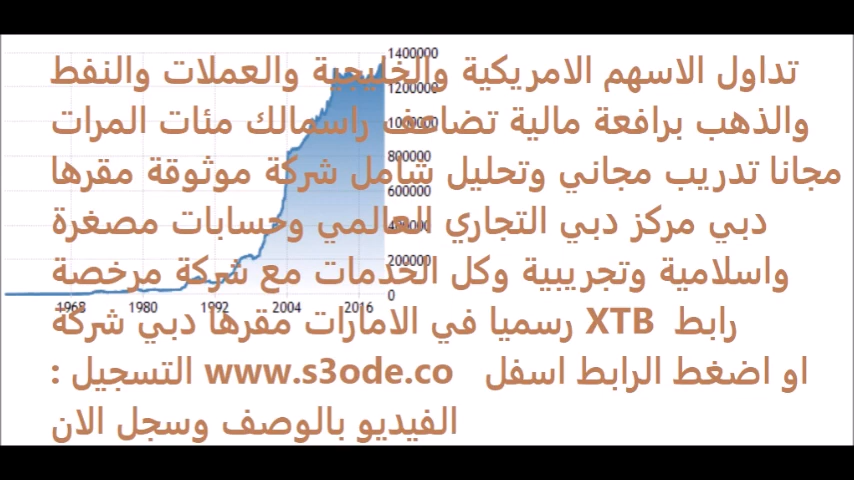 تداول الاسهم الامريكية والخليجية والعملات والنفط
والذهب برافعة مالية تضاعف راسمالك مئات المرات
مجانا تدريب مجاني وتحليل شامل شركة موثوقة مقرها
دبي مركز دبي التجاري العالمي وحسابات مصغرة
واسلامية وتجريبية وكل الخدمات مع شركة مرخصة
رسميا في الامارات مقرها دبي شركة XTB رابط
التسجيل : www.s3ode.co او اضغط الرابط اسفل
الفيديو بالوصف وسجل الان
1400000
1200000
1000000
800000
600000
400000
200000
0
1968 1980 1992 2004 2016